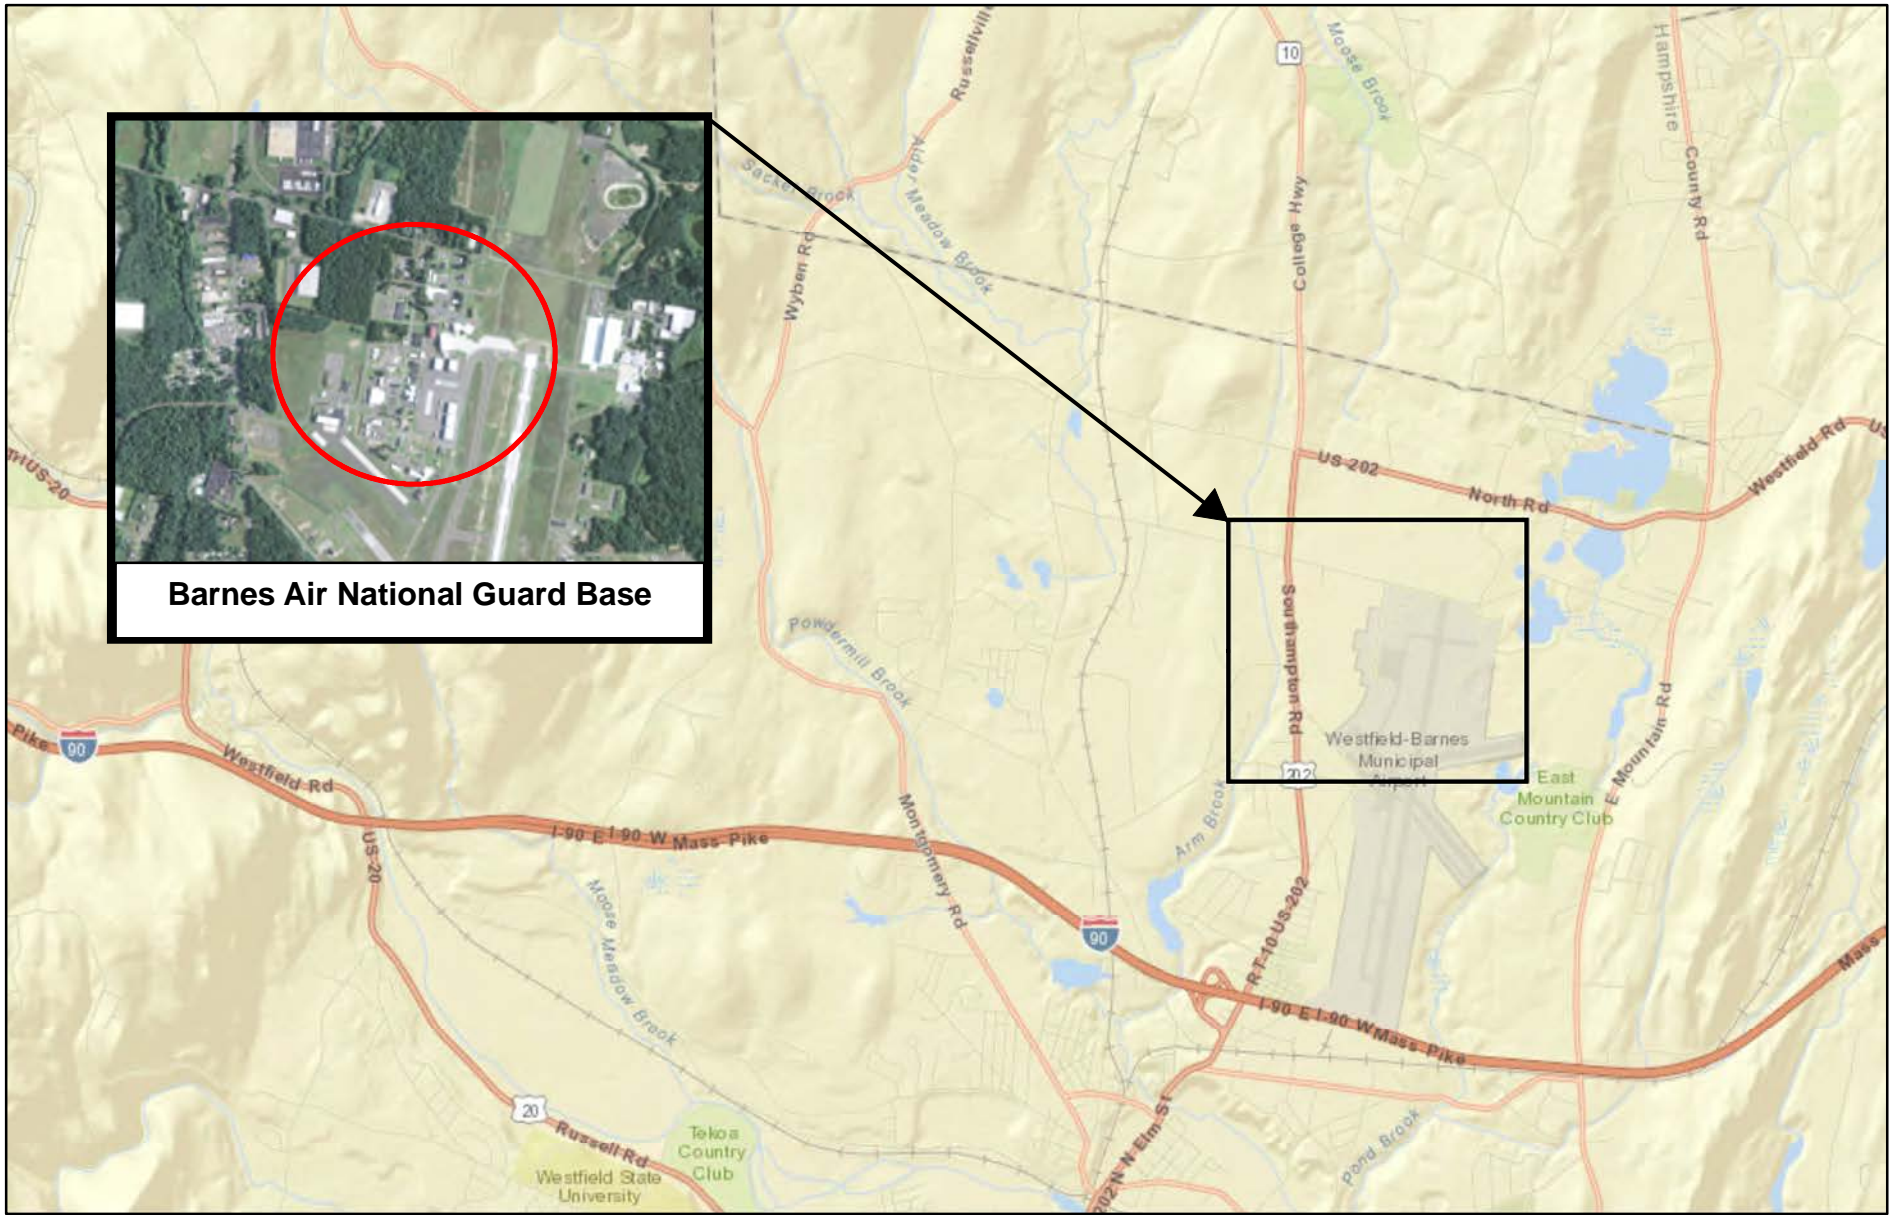 Russellville
10
Moose Brook
Hampshire
County Rd
Sacker Brook
Alder Meadow Brook
College Hwy
Wyben Rd
US-20
US-202
North Rd
Westfield Rd
US
Barnes Air National Guard Base
Powdermill Brook
Southampton Rd
E Mountain Rd
Pike
90
Westfield Rd
Westfield-Barnes
Municipal
Airport
202
East
Mountain
Country Club
I-90 E I-90 W Mass Pike
US-20
Montgomery Rd
Arm Brook
Moose Meadow Brook
90
RT-10 US-202
Mass
I-90 E I-90 W Mass Pike
20
Russell Rd
Tekoa
Country
Club
Westfield State
University
202 N N Elm St
Pond Brook